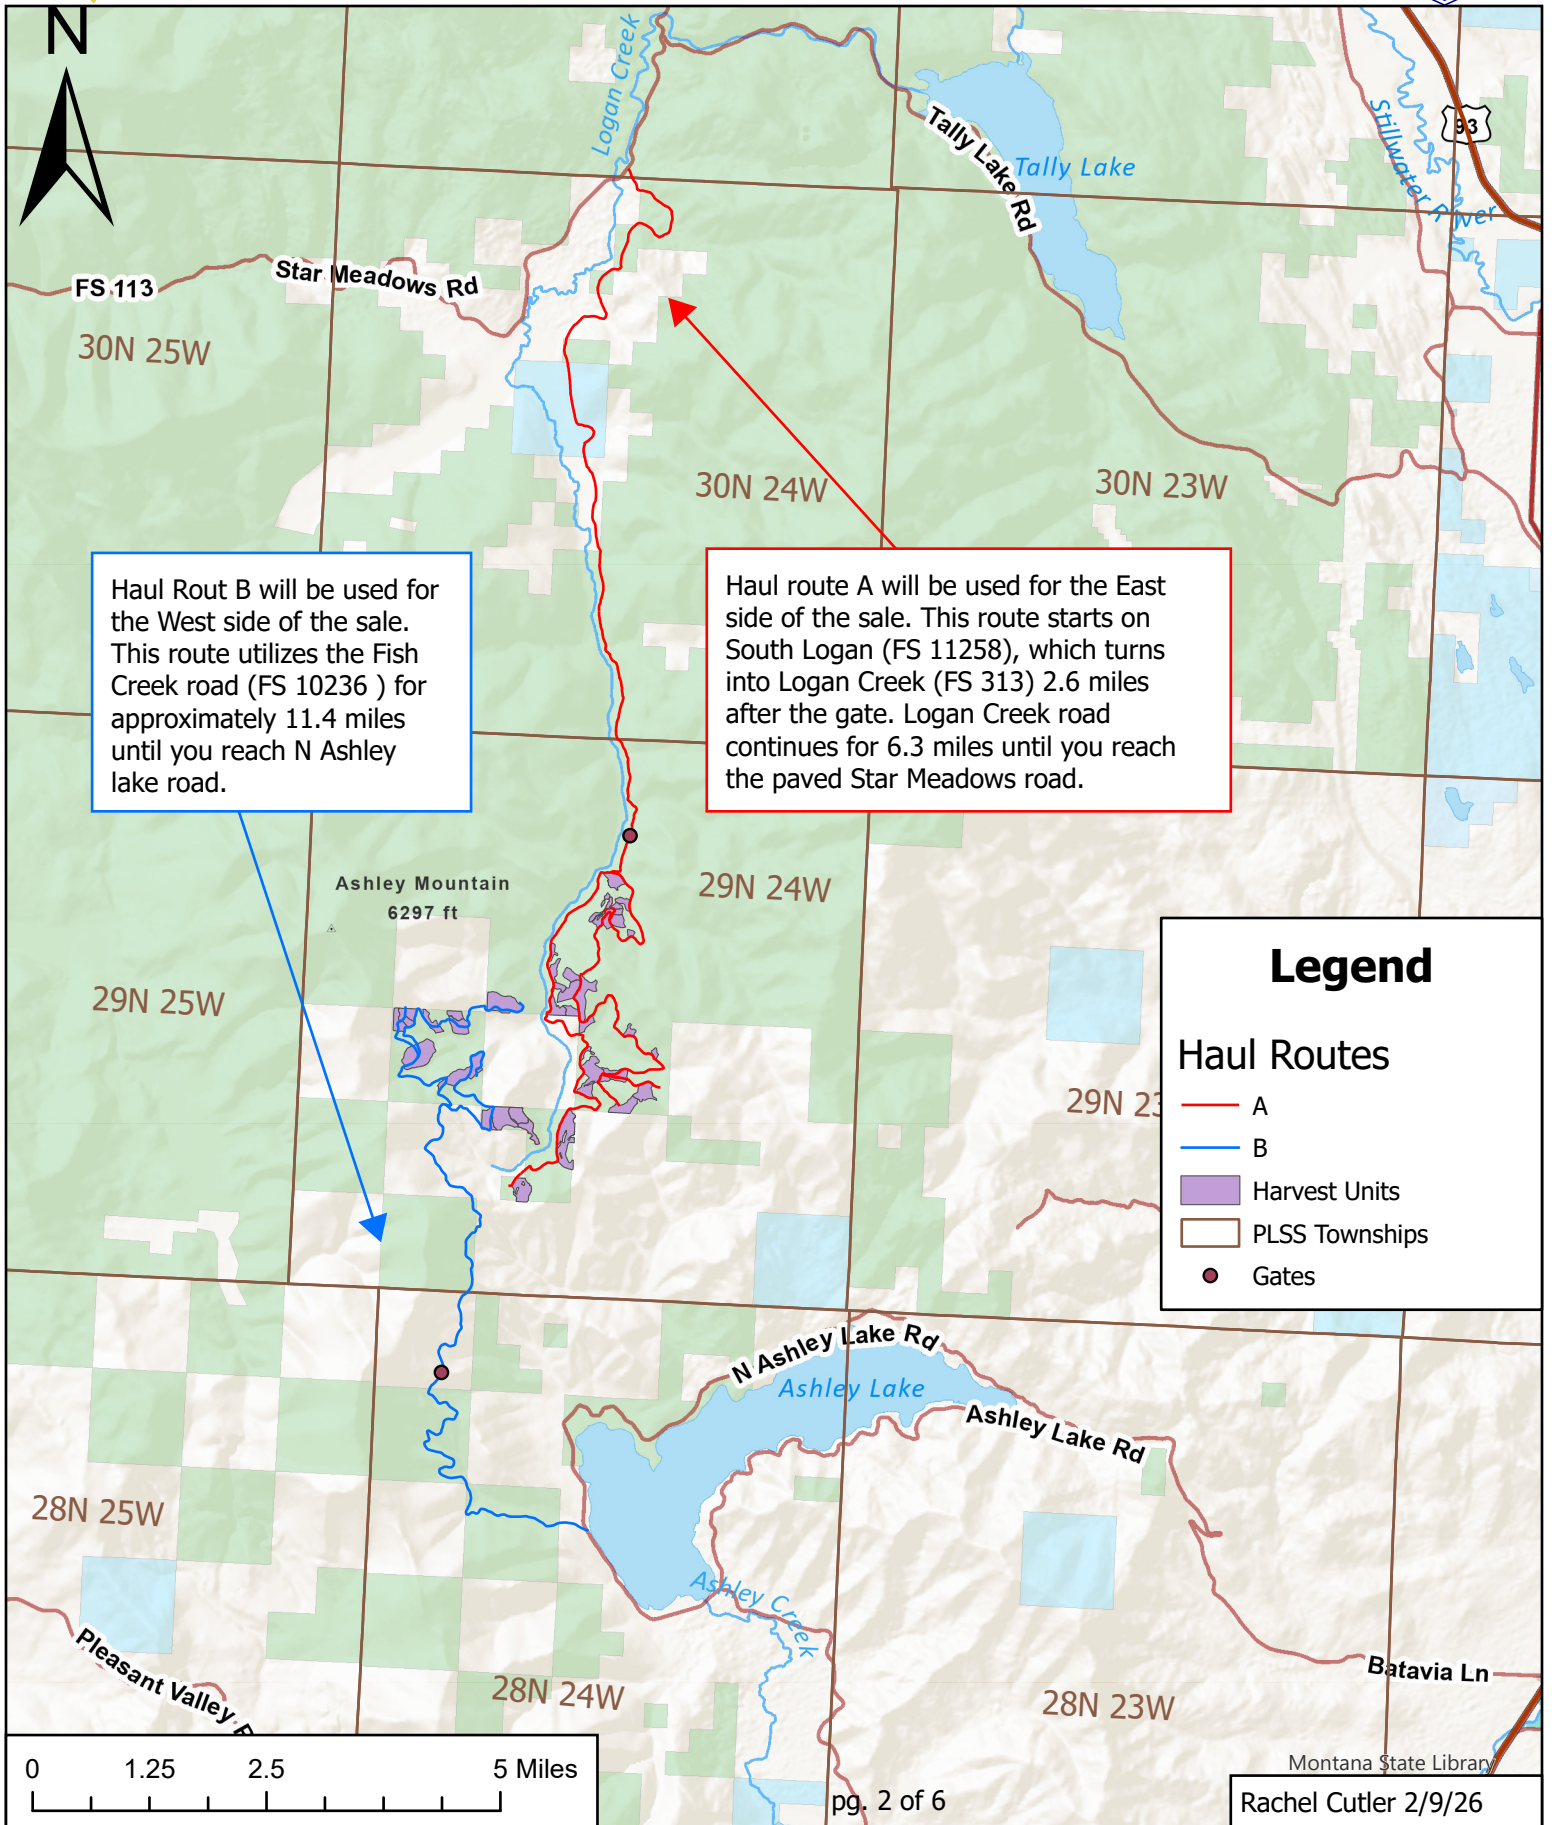 N
Logan Creek
Tally Lake Rd
Tally Lake
Stillwater River
93
FS 113
Star Meadows Rd
30N 25W
30N 24W
30N 23W
Haul Rout B will be used for
the West side of the sale.
This route utilizes the Fish
Creek road (FS 10236 ) for
approximately 11.4 miles
until you reach N Ashley
lake road.
Haul route A will be used for the East
side of the sale. This route starts on
South Logan (FS 11258), which turns
into Logan Creek (FS 313) 2.6 miles
after the gate. Logan Creek road
continues for 6.3 miles until you reach
the paved Star Meadows road.
Ashley Mountain
6297 ft
29N 24W
29N 25W
29N 23
Legend
Haul Routes
A
B
Harvest Units
PLSS Townships
Gates
N Ashley Lake Rd
Ashley Lake
Ashley Lake Rd
28N 25W
Ashley Creek
Pleasant Valley R
28N 24W
28N 23W
Batavia Ln
0 1.25 2.5 5 Miles
pg. 2 of 6
Montana State Library
Rachel Cutler 2/9/26